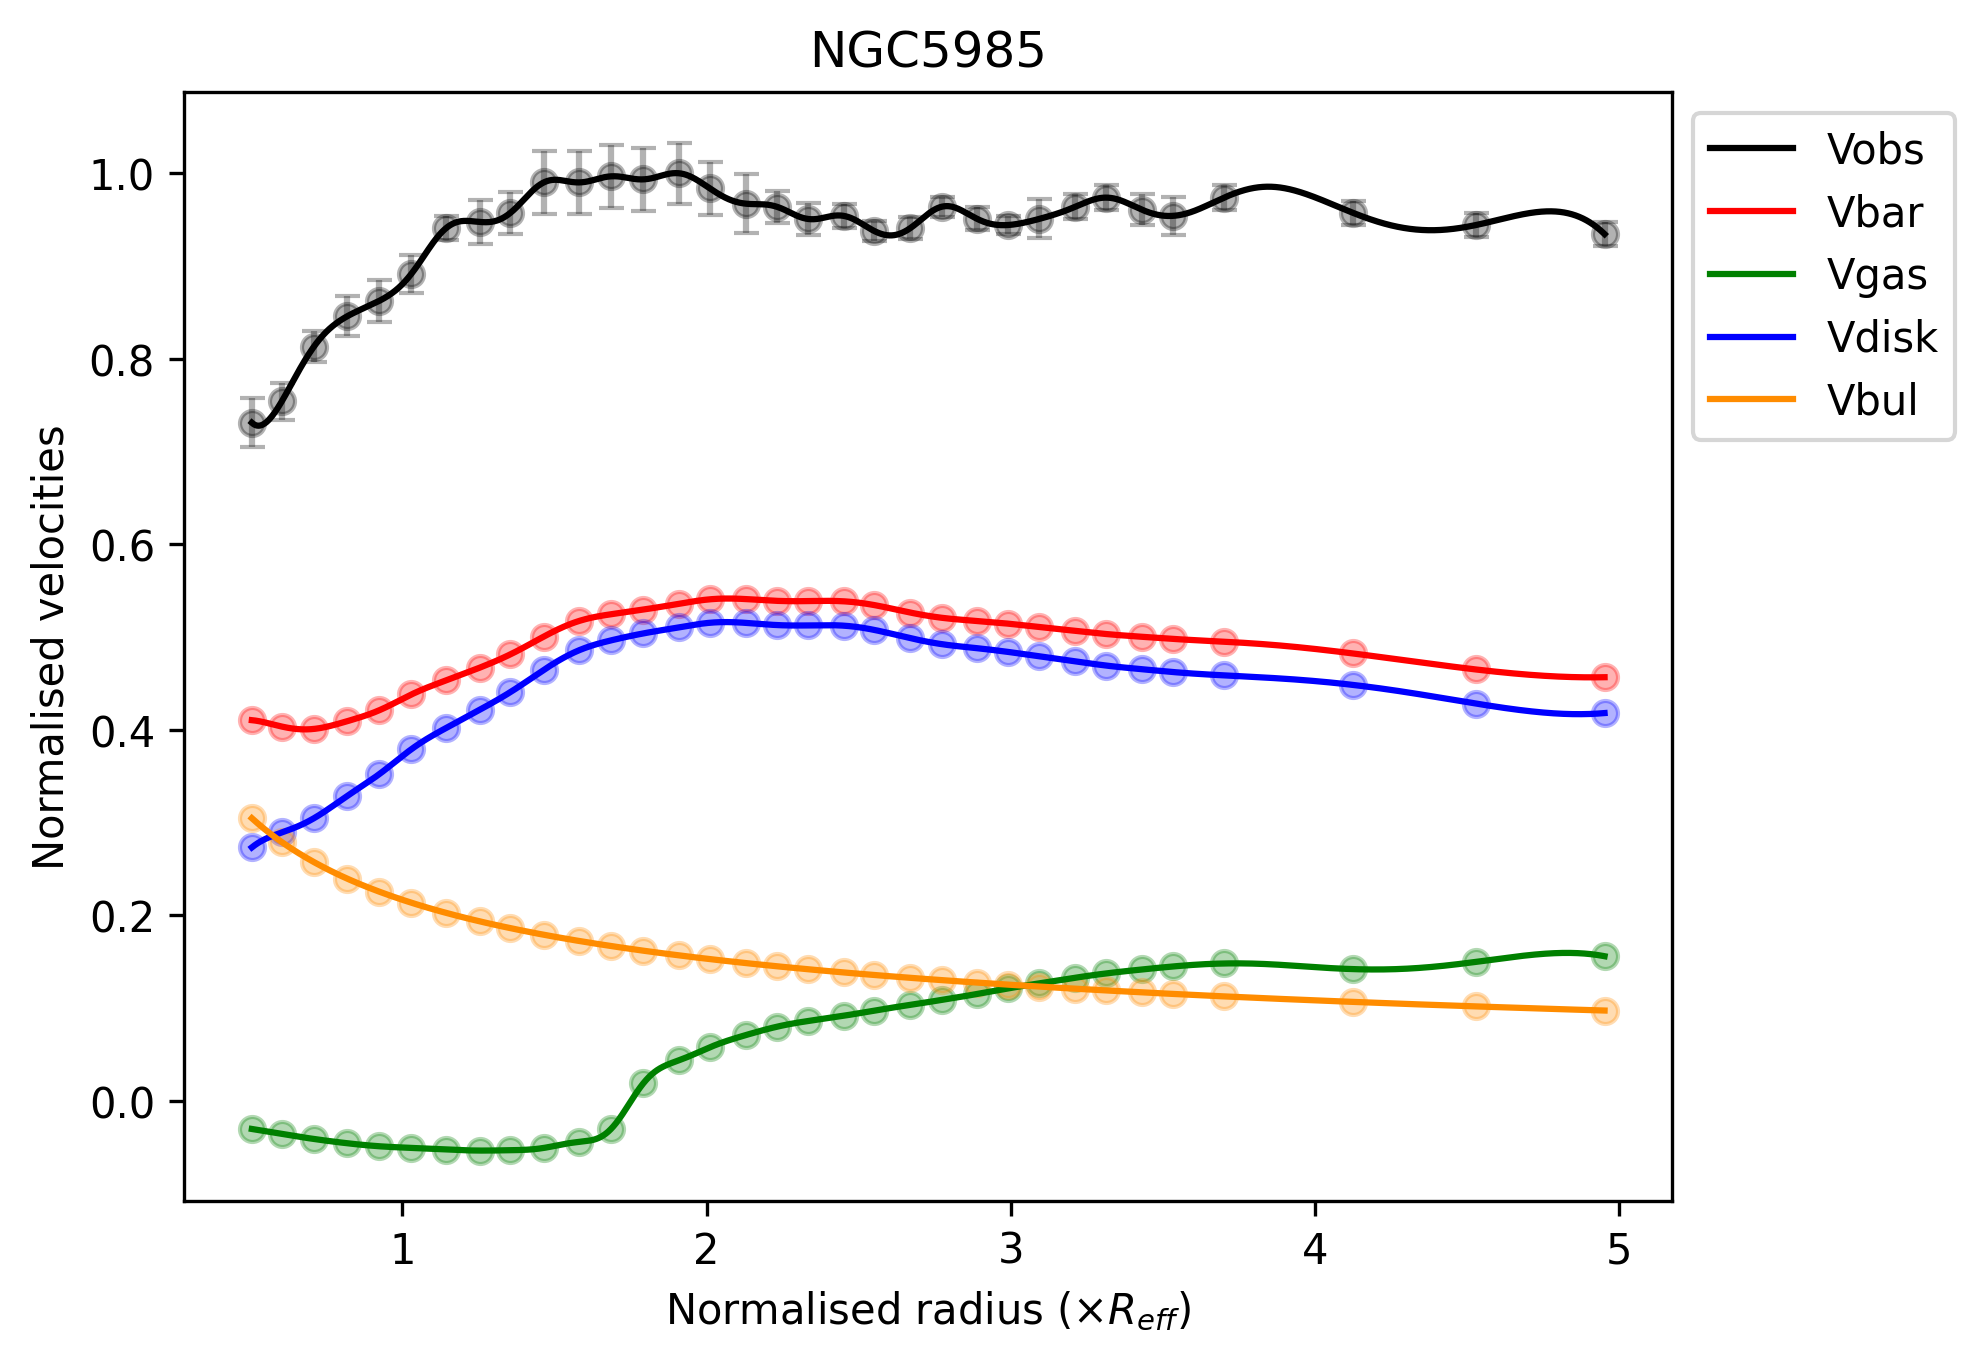 NGC5985
1.0
0.8
0.6
0.4
0.2
0.0
Normalised velocities
1 2 3 4 5
Normalised radius (×R_eff)
Vobs
Vbar
Vgas
Vdisk
Vbul